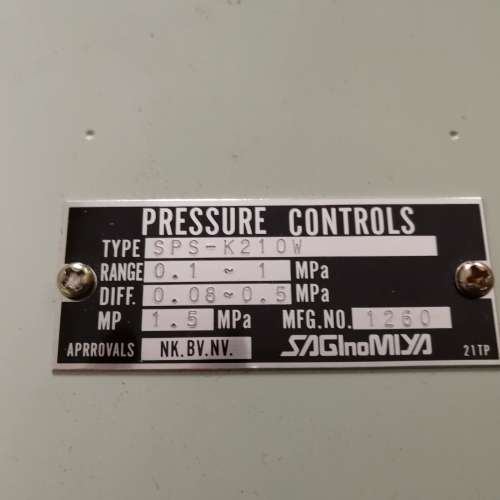 PRESSURE CONTROLS
TYPE SPS-K210W
RANGE 0.1 ~ 1 MPa
DIFF. 0.08~0.5 MPa
MP 1.5 MPa MFG.NO. 1260
APRROVALS NK.BV.NV. SAGInoMIYA 21TP